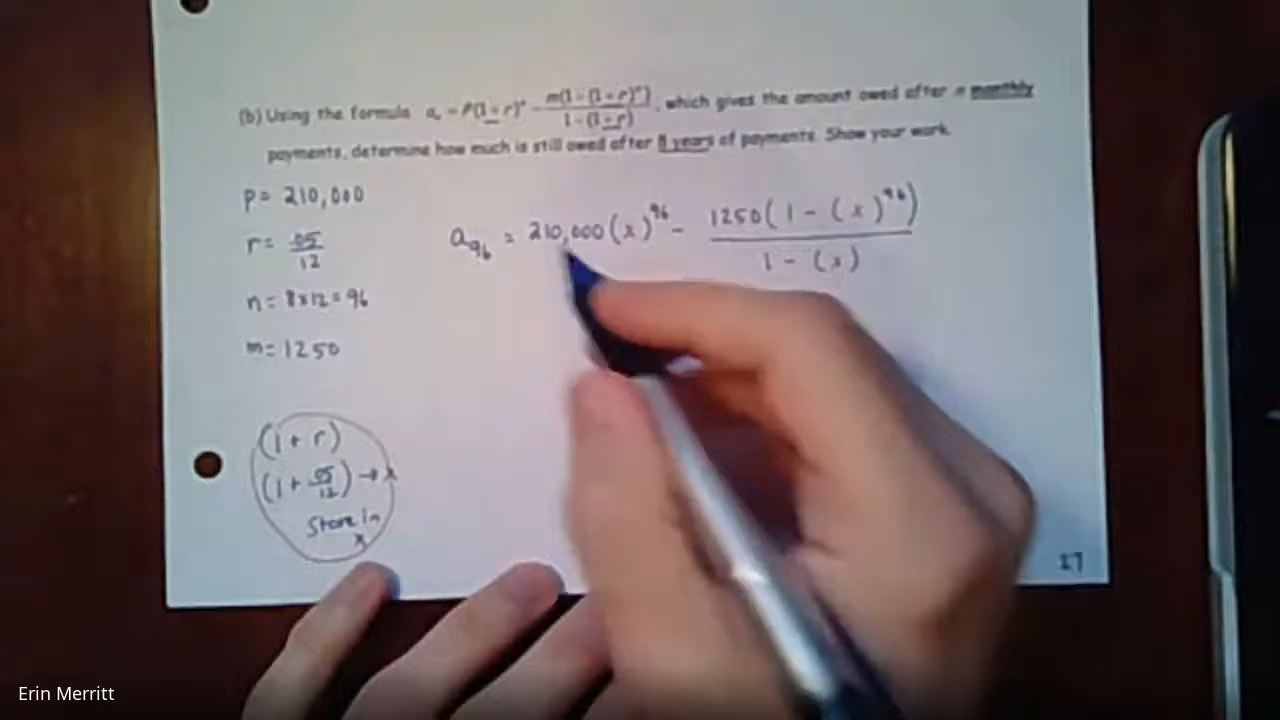 (b) Using the formula aₙ = P(1+r)ⁿ - m(1-(1+r)ⁿ) / 1-(1+r), which gives the amount owed after n monthly
payments, determine how much is still owed after 8 years of payments. Show your work.
P = 210,000
a₉₆ = 210,000(x)⁹⁶ - 1250(1-(x)⁹⁶) / 1-(x)
r = .05/12
n = 8x12 = 96
m = 1250
(1 + r)
(1 + .05/12) → x
Store in
x
27
Erin Merritt